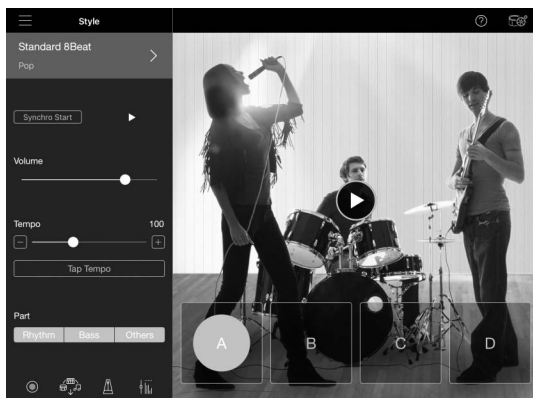 Style
Standard 8Beat
Pop
Synchro Start
Volume
Tempo 100
Tap Tempo
Part
Rhythm Bass Others
A B C D